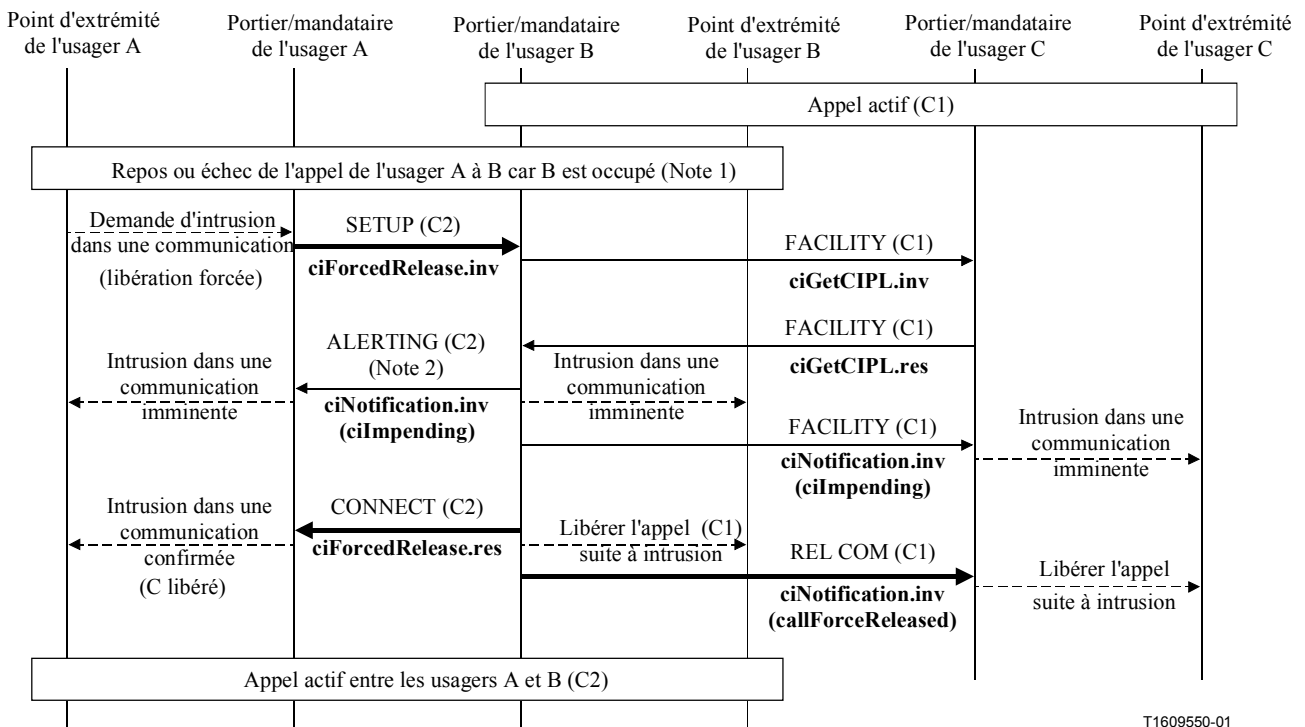 Point d'extrémité
de l'usager A
Portier/mandataire
de l'usager A
Portier/mandataire
de l'usager B
Point d'extrémité
de l'usager B
Portier/mandataire
de l'usager C
Point d'extrémité
de l'usager C
Appel actif (C1)
Repos ou échec de l'appel de l'usager A à B car B est occupé (Note 1)
Demande d'intrusion
dans une communication
(libération forcée)
SETUP (C2)
ciForcedRelease.inv
FACILITY (C1)
ciGetCIPL.inv
FACILITY (C1)
ciGetCIPL.res
ALERTING (C2)
(Note 2)
ciNotification.inv
(ciImpending)
Intrusion dans une
communication
imminente
Intrusion dans une
communication
imminente
FACILITY (C1)
ciNotification.inv
(ciImpending)
Intrusion dans une
communication
imminente
CONNECT (C2)
ciForcedRelease.res
Intrusion dans une
communication
confirmée
(C libéré)
Libérer l'appel (C1)
suite à intrusion
REL COM (C1)
ciNotification.inv
(callForceReleased)
Libérer l'appel
suite à intrusion
Appel actif entre les usagers A et B (C2)
T1609550-01